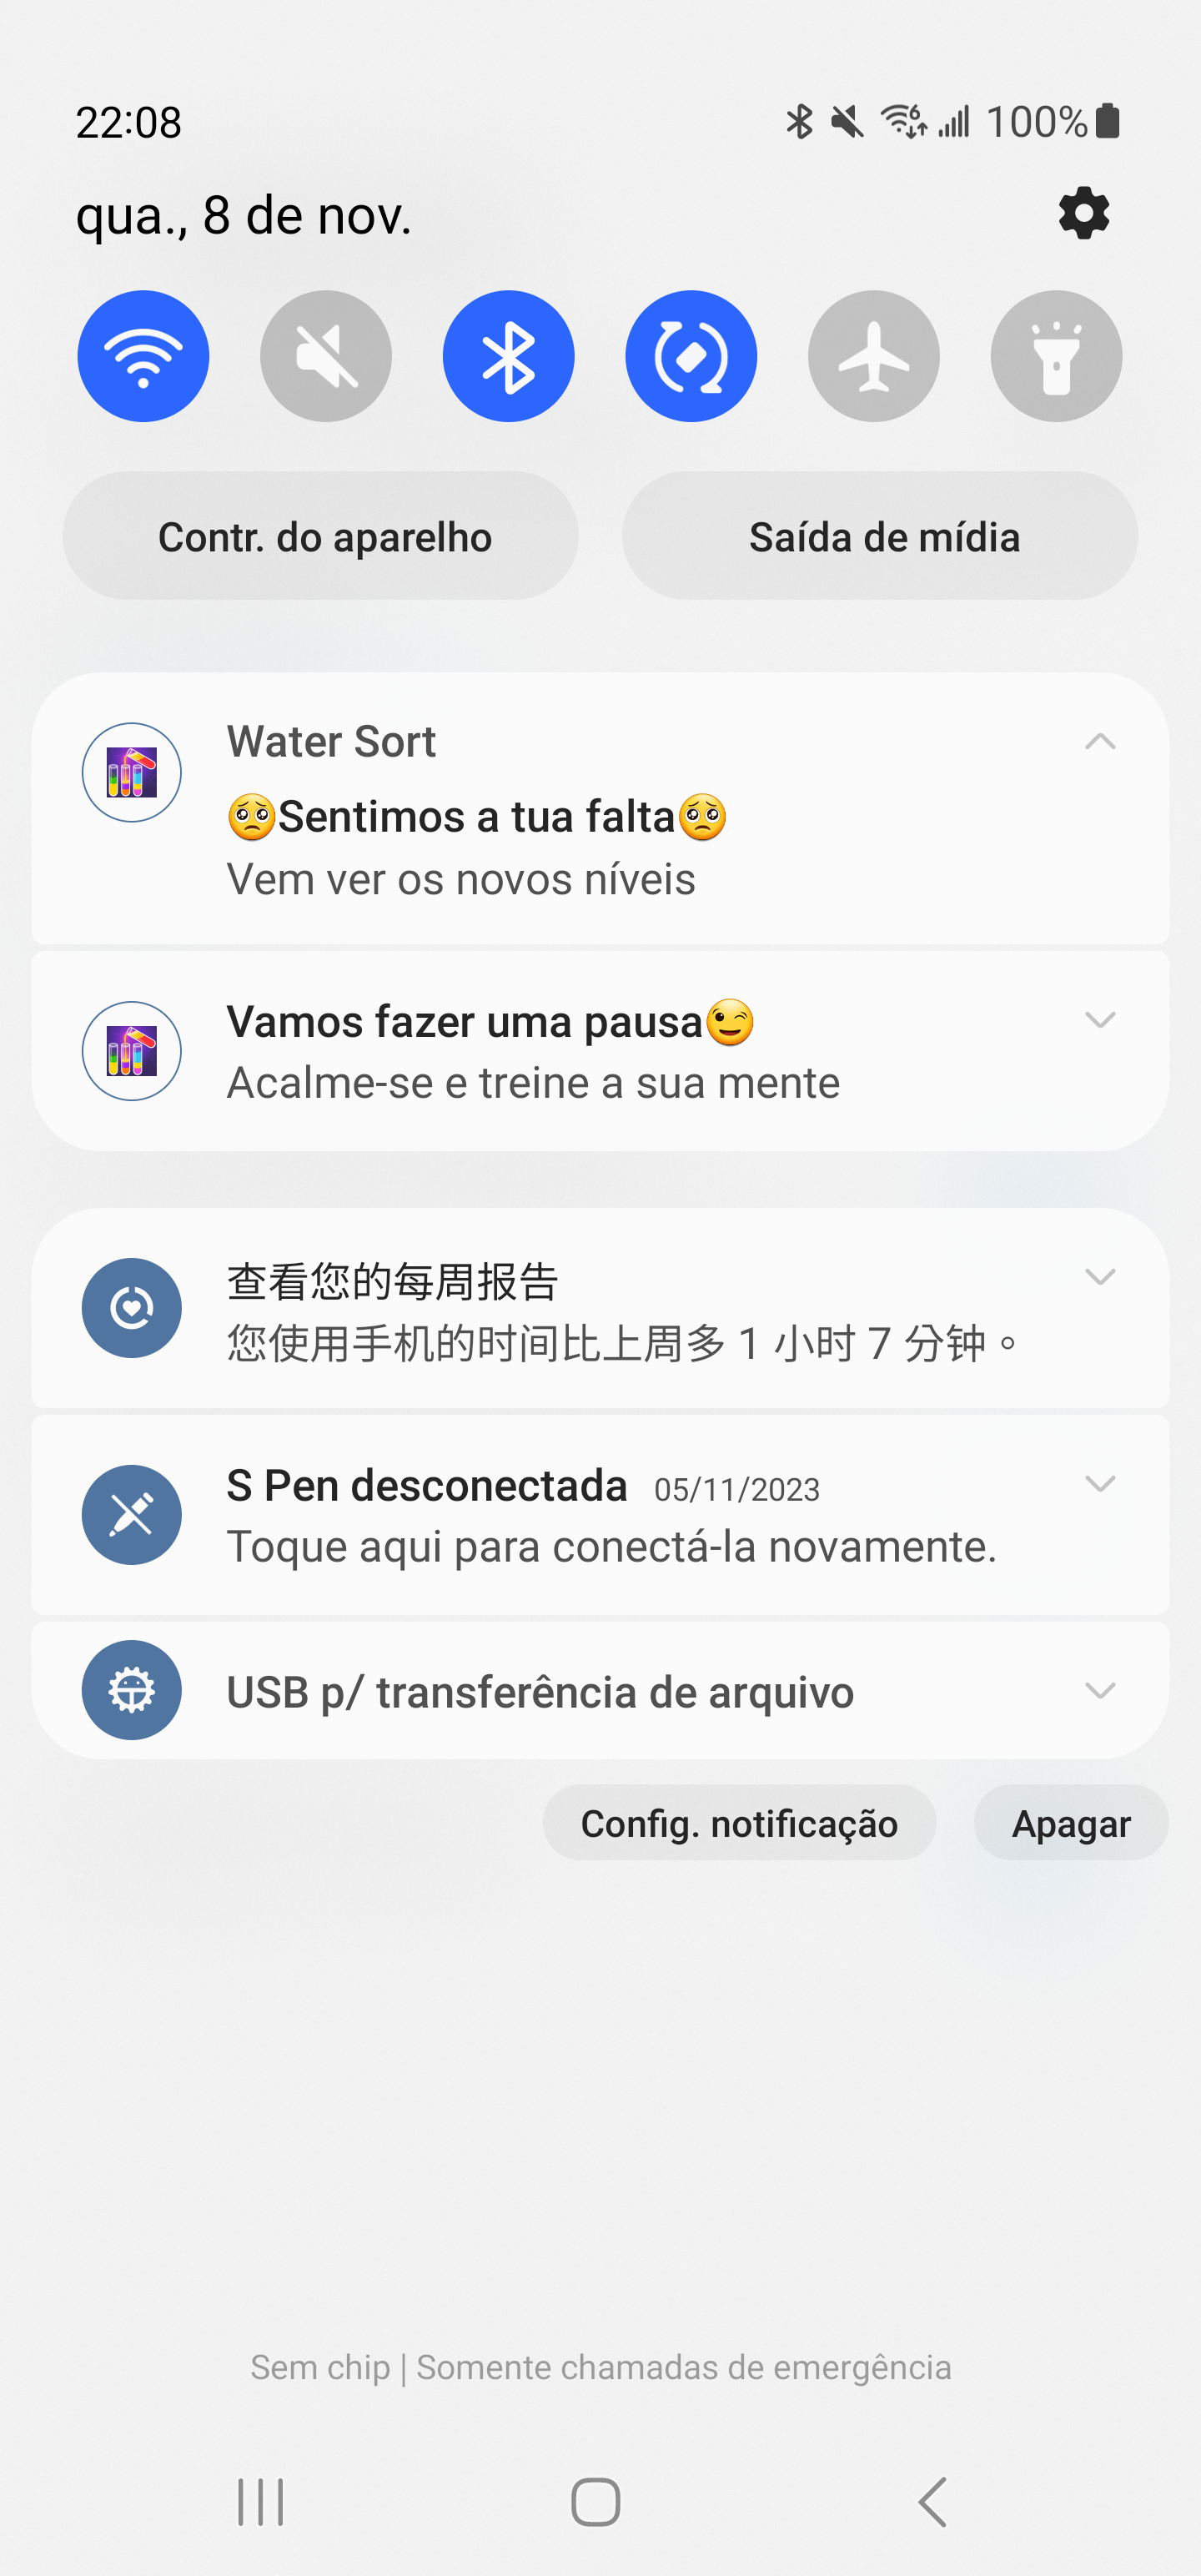 22:08
100%
qua., 8 de nov.
Contr. do aparelho
Saída de mídia
Water Sort
🥺Sentimos a tua falta🥺
Vem ver os novos níveis
Vamos fazer uma pausa😉
Acalme-se e treine a sua mente
查看您的每周报告
您使用手机的时间比上周多 1 小时 7 分钟。
S Pen desconectada 05/11/2023
Toque aqui para conectá-la novamente.
USB p/ transferência de arquivo
Config. notificação
Apagar
Sem chip | Somente chamadas de emergência